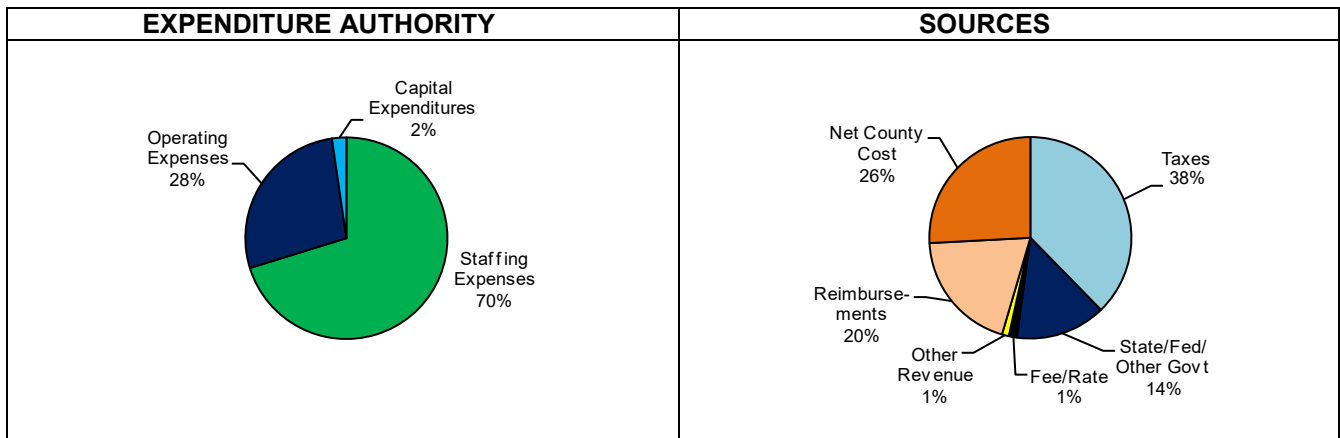 EXPENDITURE AUTHORITY
Capital
Expenditures
2%
Operating
Expenses
28%
Staffing
Expenses
70%
SOURCES
Net County
Cost
26%
Taxes
38%
Reimburse-
ments
20%
Other
Revenue
1%
Fee/Rate
1%
State/Fed/
Other Govt
14%